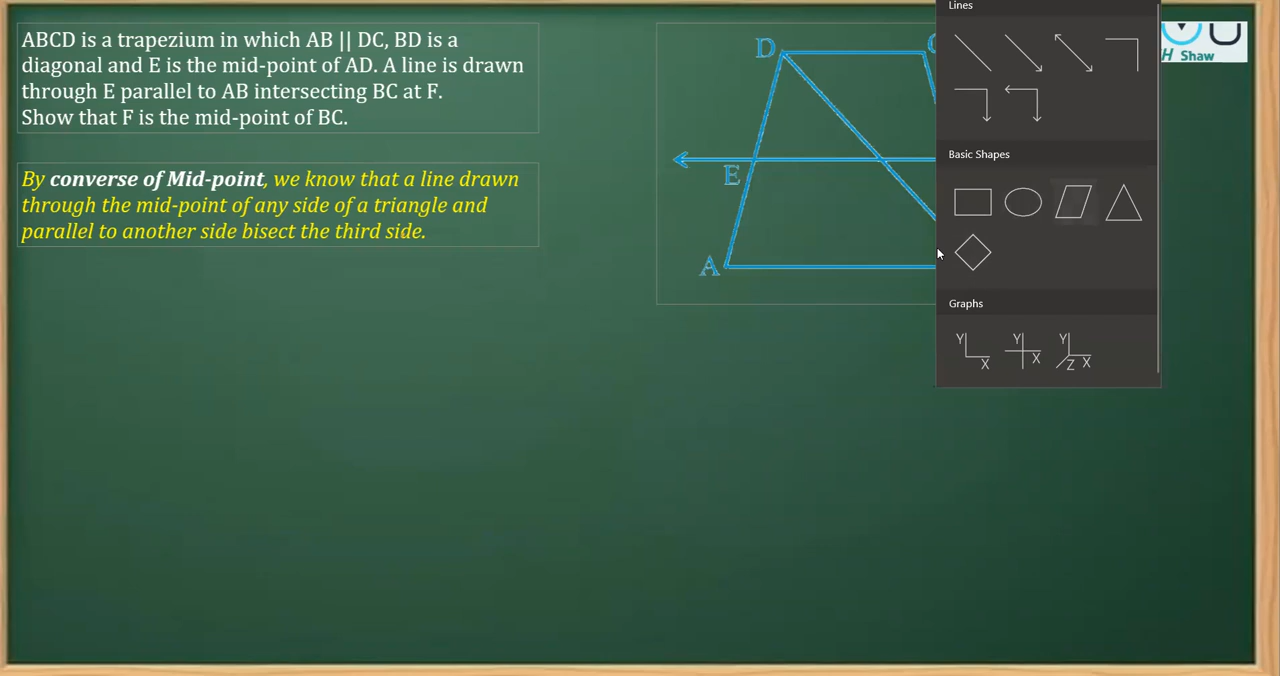 ABCD is a trapezium in which AB || DC, BD is a
diagonal and E is the mid-point of AD. A line is drawn
through E parallel to AB intersecting BC at F.
Show that F is the mid-point of BC.
By converse of Mid-point, we know that a line drawn
through the mid-point of any side of a triangle and
parallel to another side bisect the third side.
D
E
A
Lines
Basic Shapes
Graphs
Y X
Y X
Y Z X
H Shaw